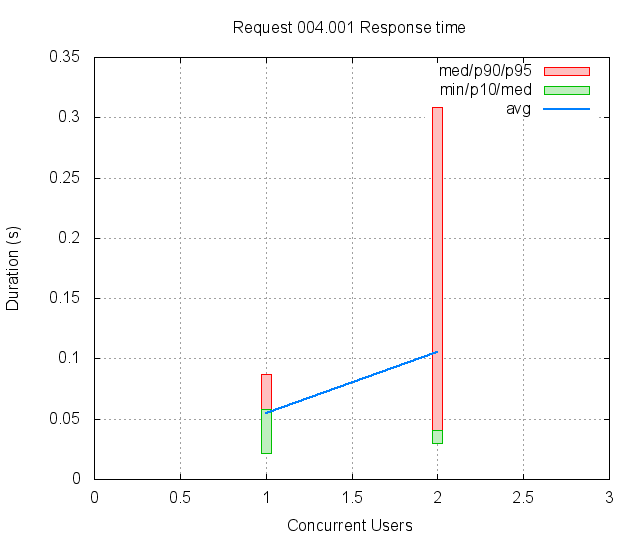 Request 004.001 Response time
0.35
0.3
0.25
0.2
0.15
0.1
0.05
0
med/p90/p95
min/p10/med
avg
Duration (s)
0 0.5 1 1.5 2 2.5 3
Concurrent Users